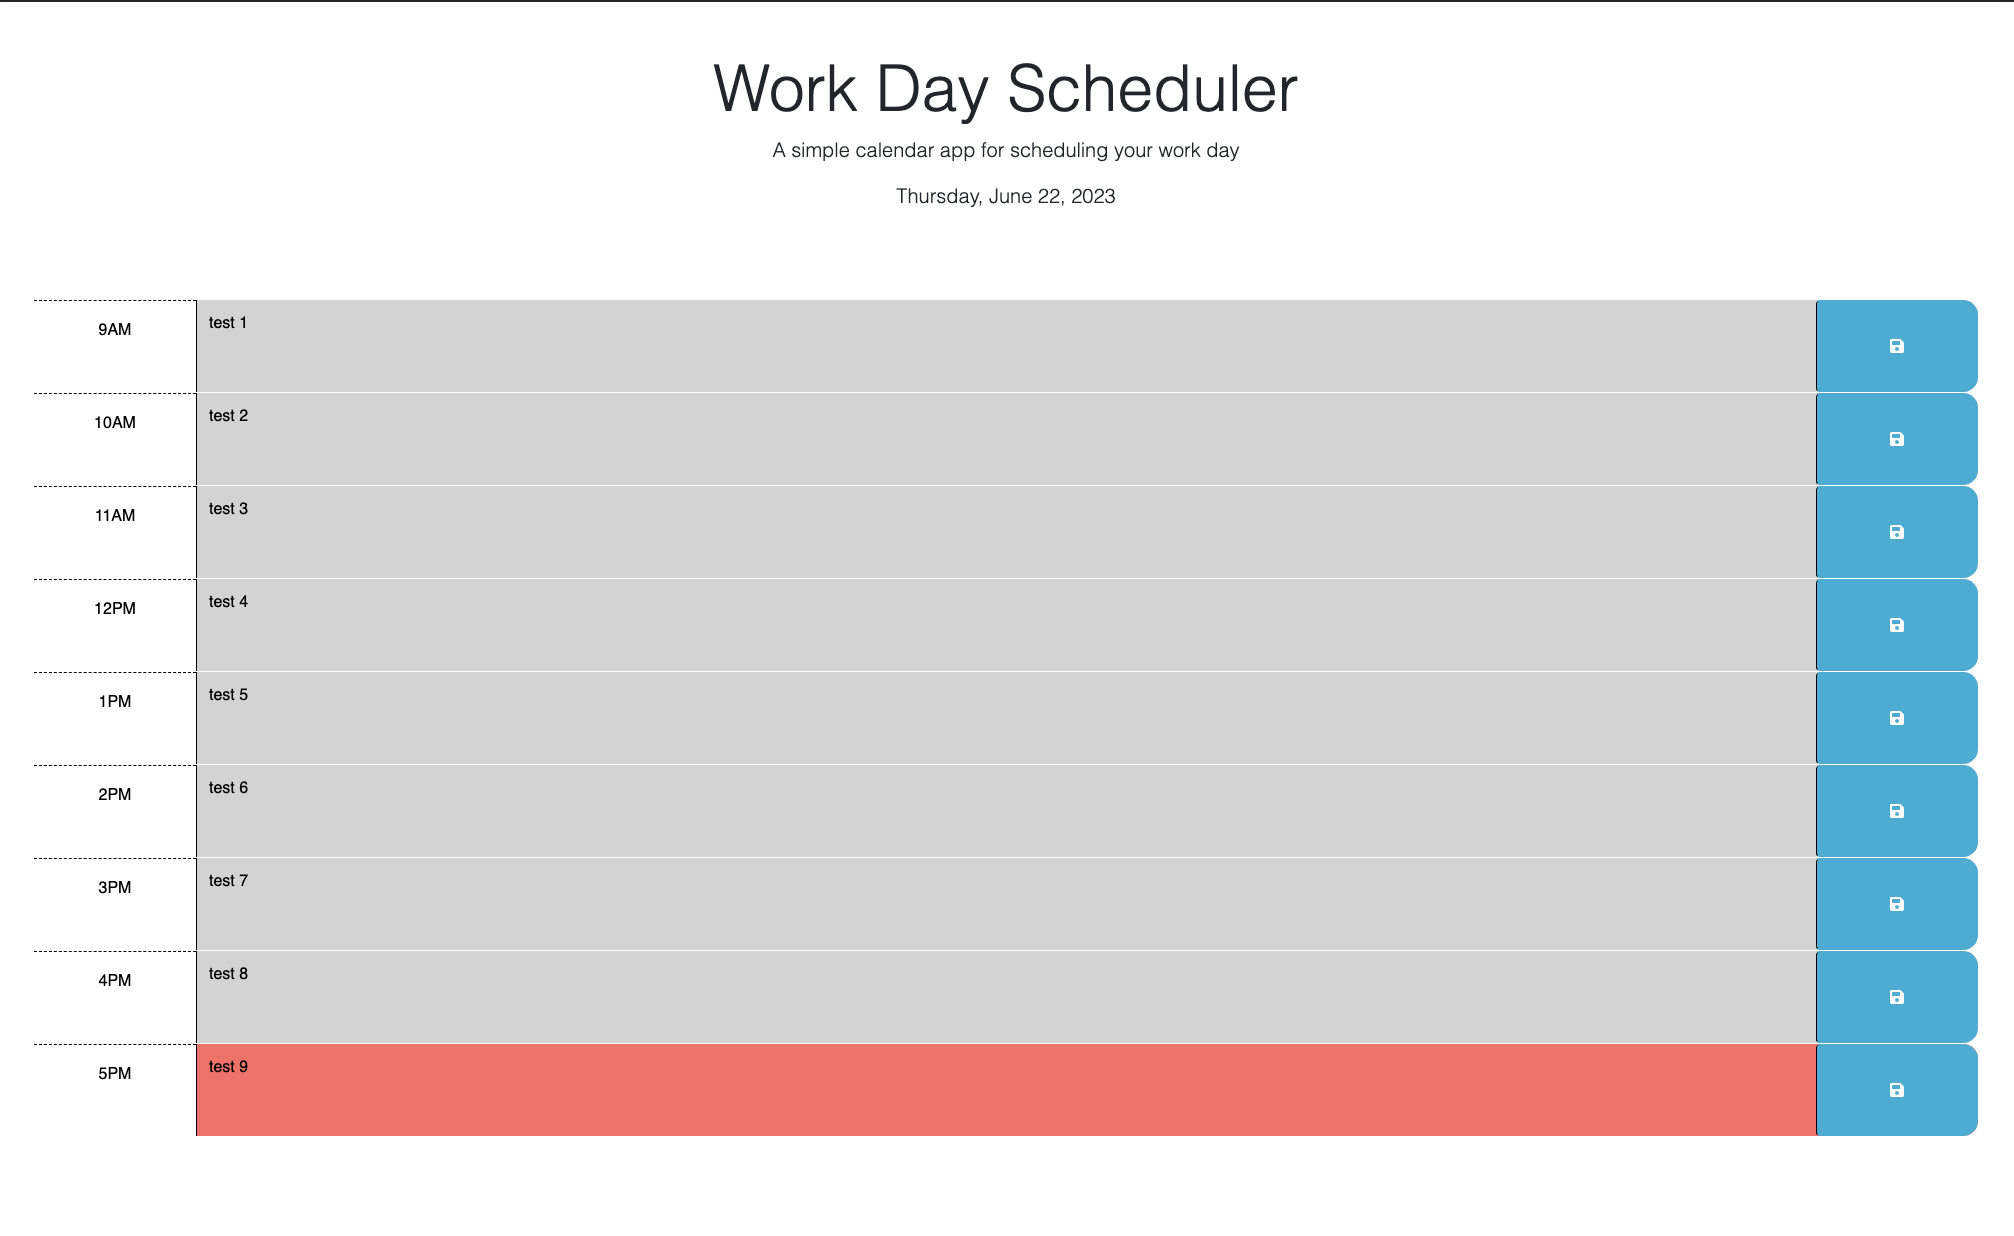 Work Day Scheduler
A simple calendar app for scheduling your work day
Thursday, June 22, 2023
9AM test 1
10AM test 2
11AM test 3
12PM test 4
1PM test 5
2PM test 6
3PM test 7
4PM test 8
5PM test 9